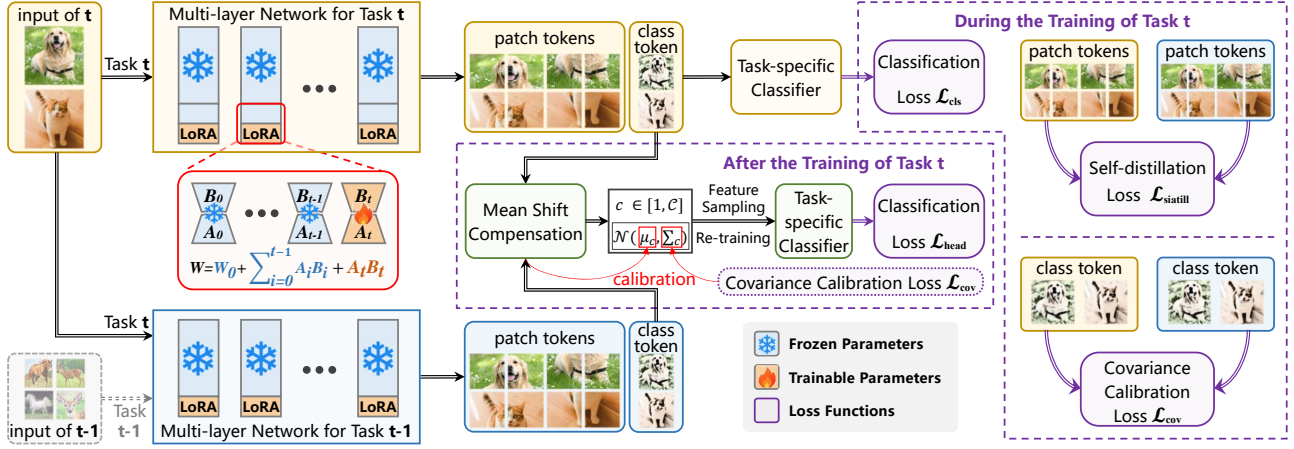 input of t
Task t
Multi-layer Network for Task t
LoRA
LoRA
LoRA
B0
A0
Bt-1
At-1
Bt
At
W=W0+∑_{i=0}^{t-1} AiBi+AtBt
patch tokens
class
token
Task-specific
Classifier
Classification
Loss 𝓛cls
During the Training of Task t
patch tokens
patch tokens
Self-distillation
Loss 𝓛siatill
class token
class token
Covariance
Calibration
Loss 𝓛cov
After the Training of Task t
Mean Shift
Compensation
c ∈ [1, C]
N(μc, ∑c)
Feature
Sampling
Re-training
Task-
specific
Classifier
Classification
Loss 𝓛head
calibration
Covariance Calibration Loss 𝓛cov
Task t
input of t-1
Task
t-1
LoRA
LoRA
LoRA
Multi-layer Network for Task t-1
patch tokens
class
token
Frozen Parameters
Trainable Parameters
Loss Functions